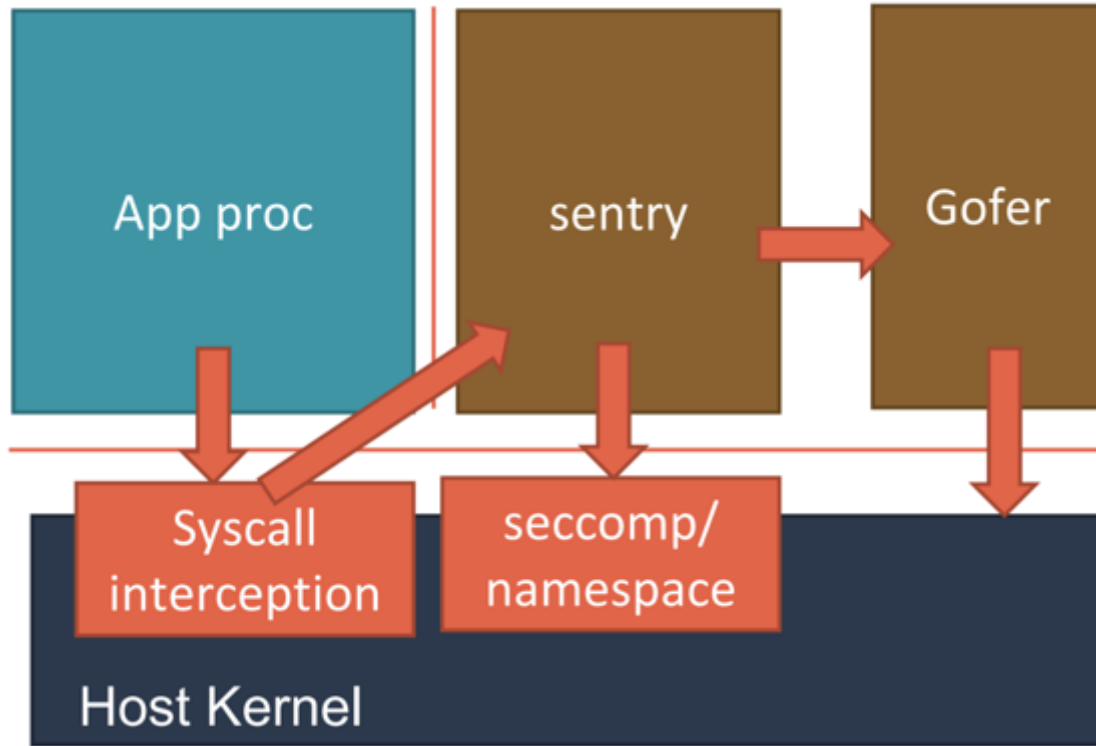 App proc
sentry
Gofer
Syscall
interception
seccomp/
namespace
Host Kernel